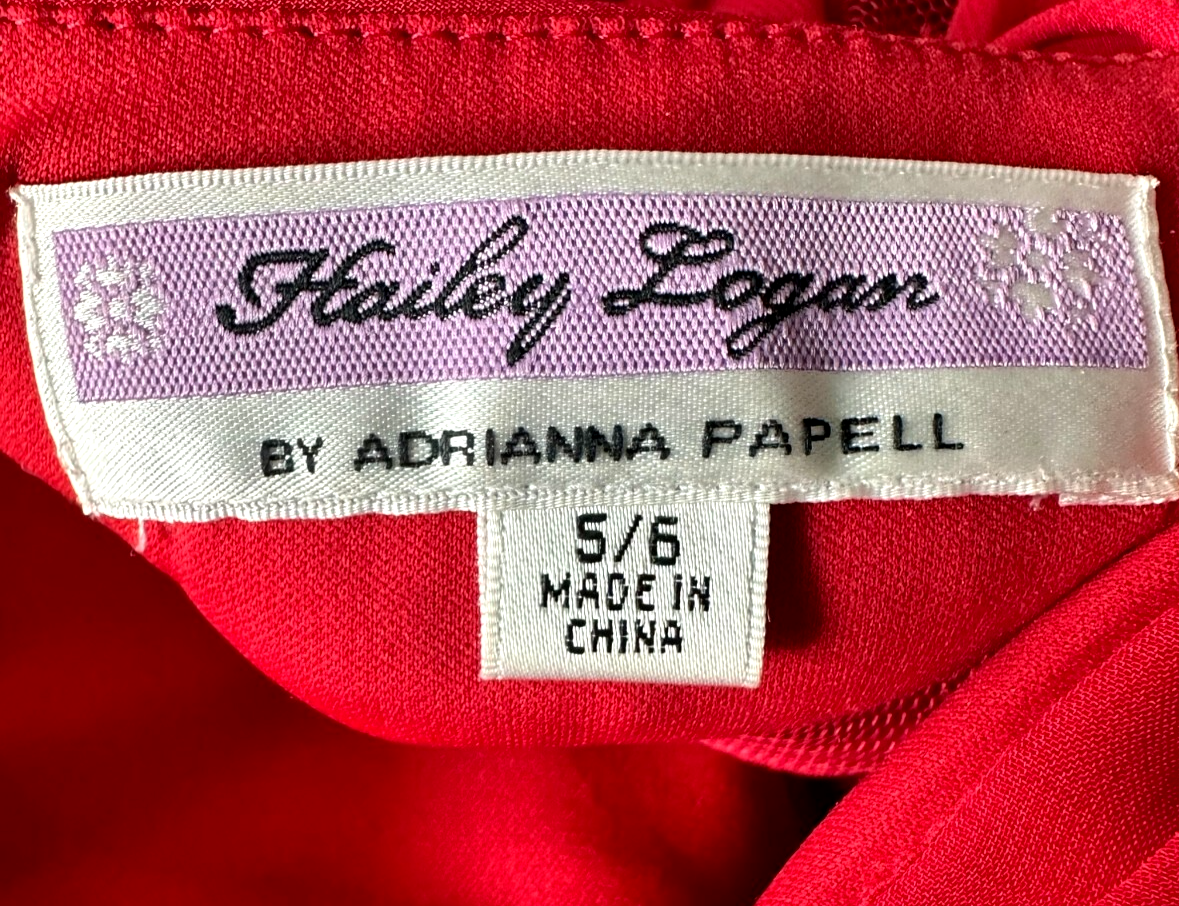 Hailey Logan
BY ADRIANNA PAPELL
5/6
MADE IN
CHINA